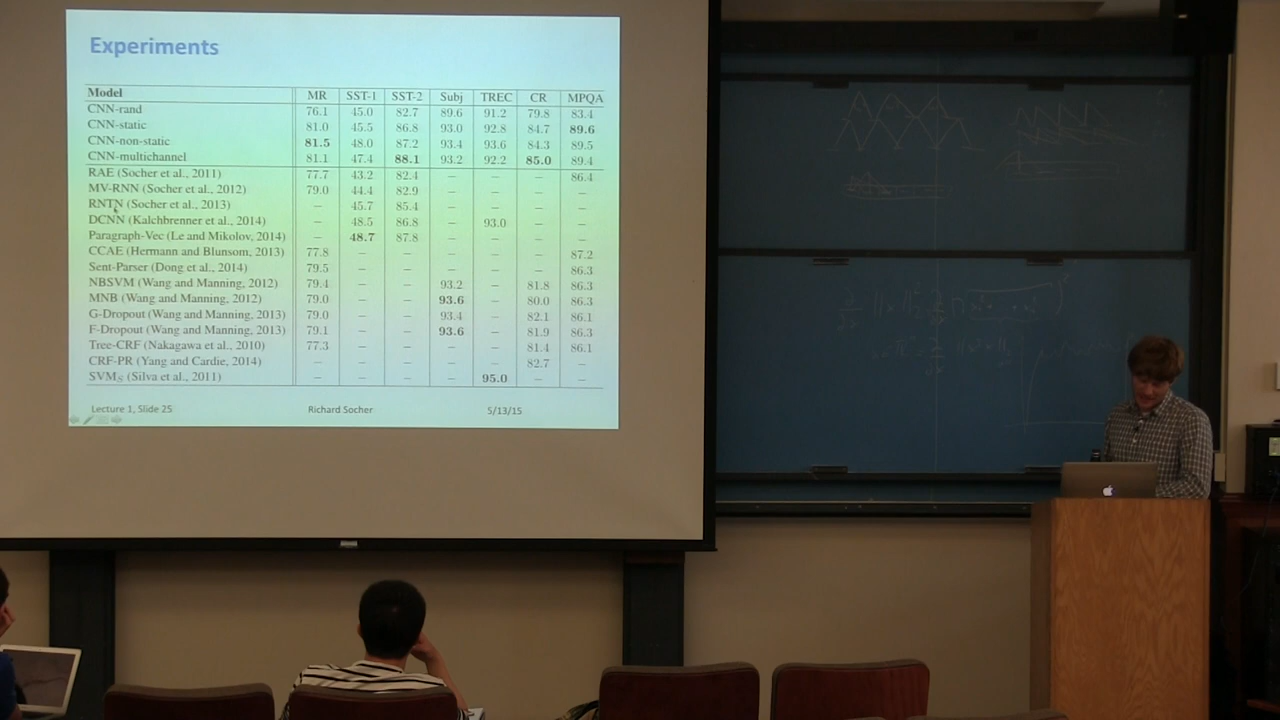 Experiments
Model MR SST-1 SST-2 Subj TREC CR MPQA
CNN-rand 76.1 45.0 82.7 89.6 91.2 79.8 83.4
CNN-static 81.0 45.5 86.8 93.0 92.8 84.7 89.6
CNN-non-static 81.5 48.0 87.2 93.4 93.6 84.3 89.5
CNN-multichannel 81.1 47.4 88.1 93.2 92.2 85.0 89.4
RAE (Socher et al., 2011) 77.7 43.2 82.4 – – – 86.4
MV-RNN (Socher et al., 2012) 79.0 44.4 82.9 – – – –
RNTN (Socher et al., 2013) – 45.7 85.4 – – – –
DCNN (Kalchbrenner et al., 2014) – 48.5 86.8 – 93.0 – –
Paragraph-Vec (Le and Mikolov, 2014) – 48.7 87.8 – – – –
CCAE (Hermann and Blunsom, 2013) 77.8 – – – – – 87.2
Sent-Parser (Dong et al., 2014) 79.5 – – – – – 86.3
NBSVM (Wang and Manning, 2012) 79.4 – – 93.2 – 81.8 86.3
MNB (Wang and Manning, 2012) 79.0 – – 93.6 – 80.0 86.3
G-Dropout (Wang and Manning, 2013) 79.0 – – 93.4 – 82.1 86.1
F-Dropout (Wang and Manning, 2013) 79.1 – – 93.6 – 81.9 86.3
Tree-CRF (Nakagawa et al., 2010) 77.3 – – – – 81.4 86.1
CRF-PR (Yang and Cardie, 2014) – – – – – 82.7 –
SVMS (Silva et al., 2011) – – – – 95.0 – –
Lecture 1, Slide 25 Richard Socher 5/13/15